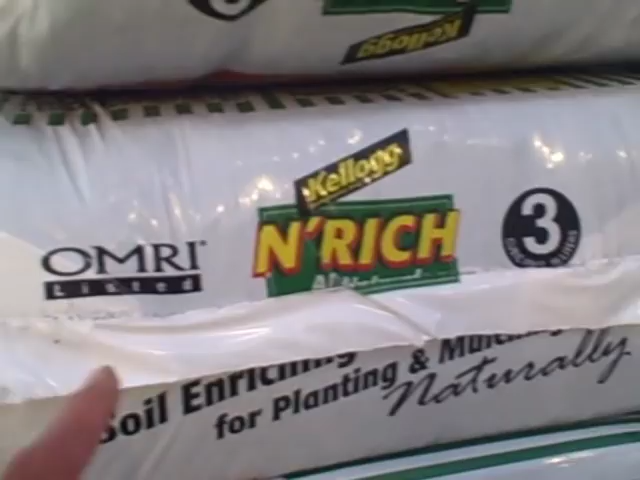 Kellogg
Kellogg
N'RICH
OMRI
Listed
3
Soil Enriching
for Planting & Mulching
Naturally